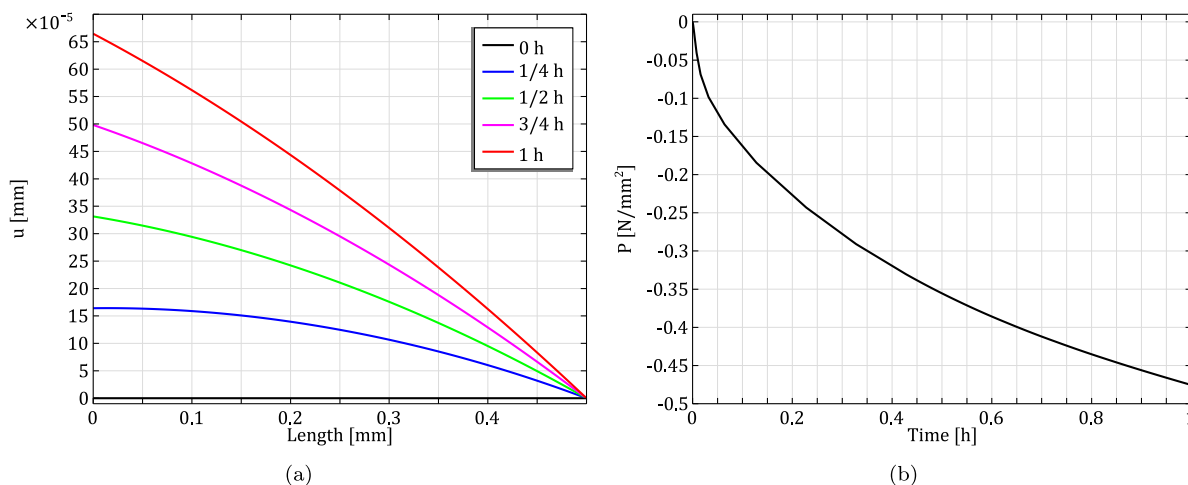 ×10⁻⁵
65
60
55
50
45
40
35
30
25
20
15
10
5
0
u [mm]
0 0.1 0.2 0.3 0.4
Length [mm]
0 h
1/4 h
1/2 h
3/4 h
1 h
(a)
0
-0.05
-0.1
-0.15
-0.2
-0.25
-0.3
-0.35
-0.4
-0.45
-0.5
P [N/mm²]
0 0.2 0.4 0.6 0.8 1
Time [h]
(b)